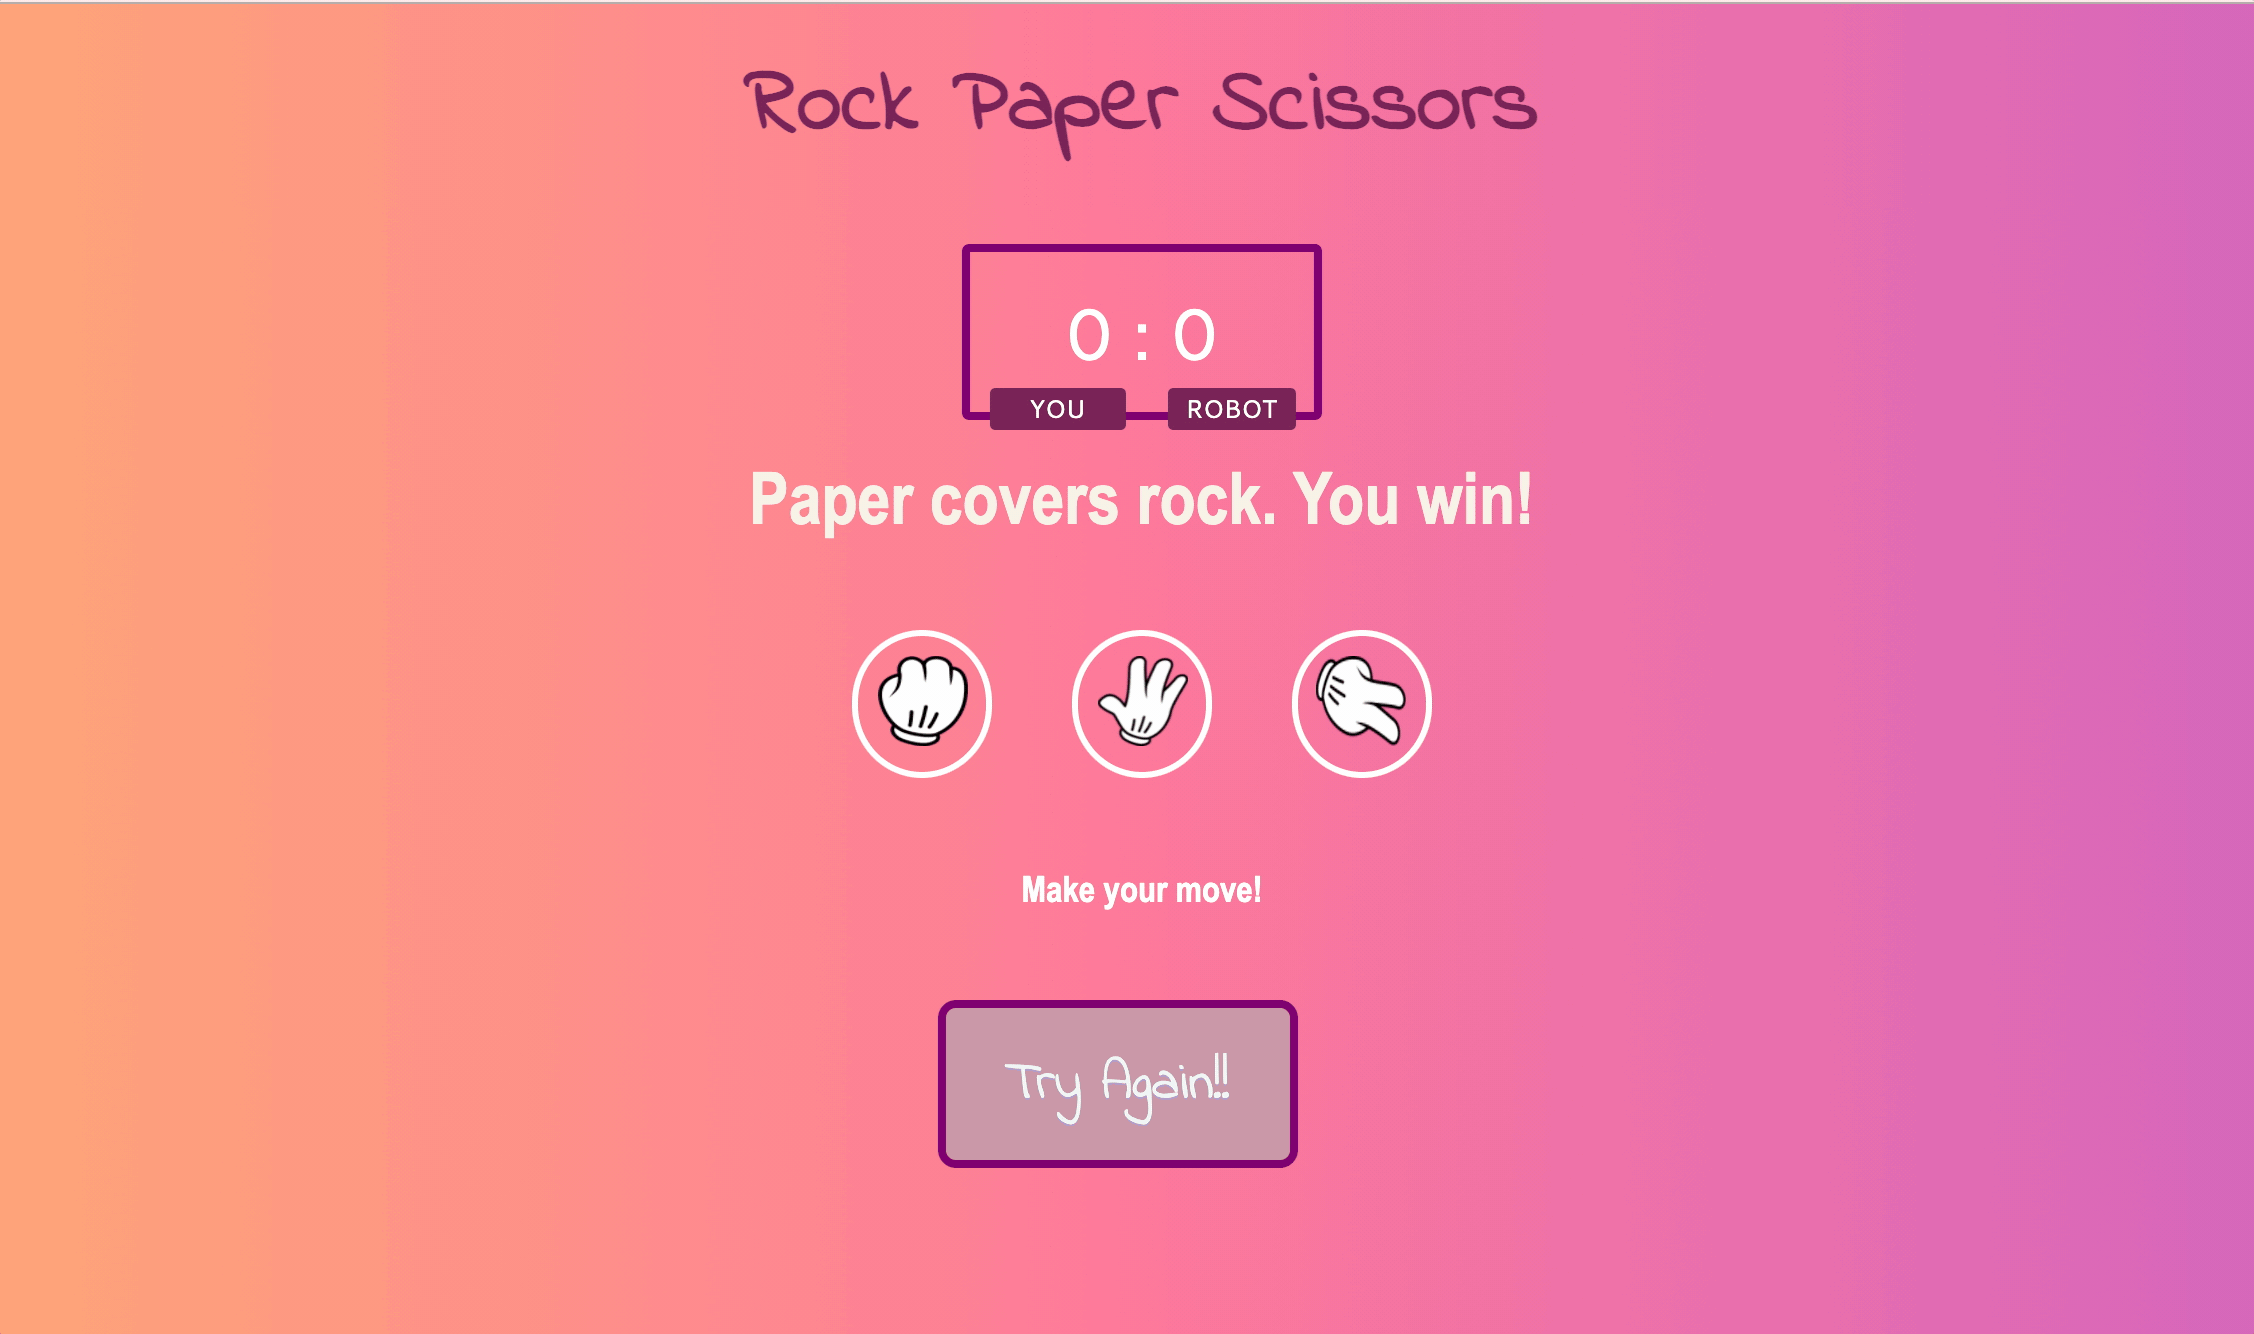 Rock Paper Scissors
0 : 0
YOU ROBOT
Paper covers rock. You win!
Make your move!
Try Again!!